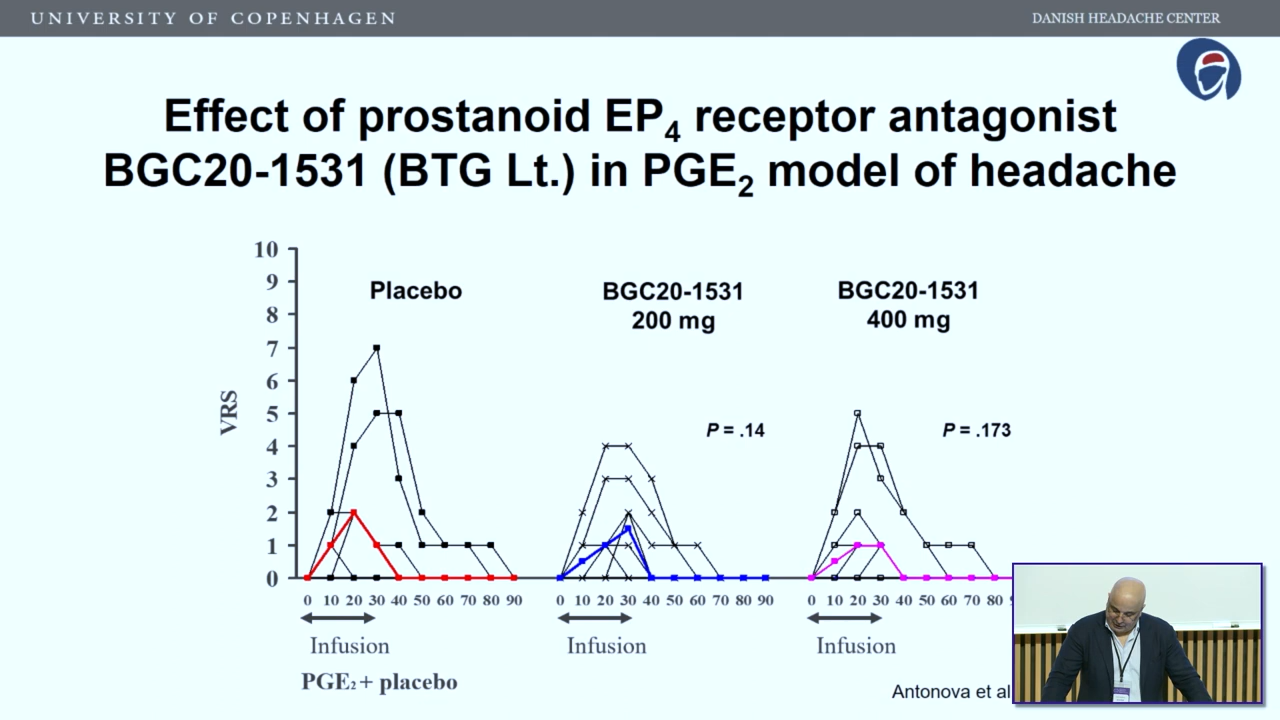 UNIVERSITY OF COPENHAGEN
DANISH HEADACHE CENTER
Effect of prostanoid EP4 receptor antagonist
BGC20-1531 (BTG Lt.) in PGE2 model of headache
VRS
10
9
8
7
6
5
4
3
2
1
0
Placebo
BGC20-1531
200 mg
BGC20-1531
400 mg
P = .14
P = .173
0 10 20 30 40 50 60 70 80 90
0 10 20 30 40 50 60 70 80 90
0 10 20 30 40 50 60 70 80
Infusion
Infusion
Infusion
PGE2 + placebo
Antonova et al